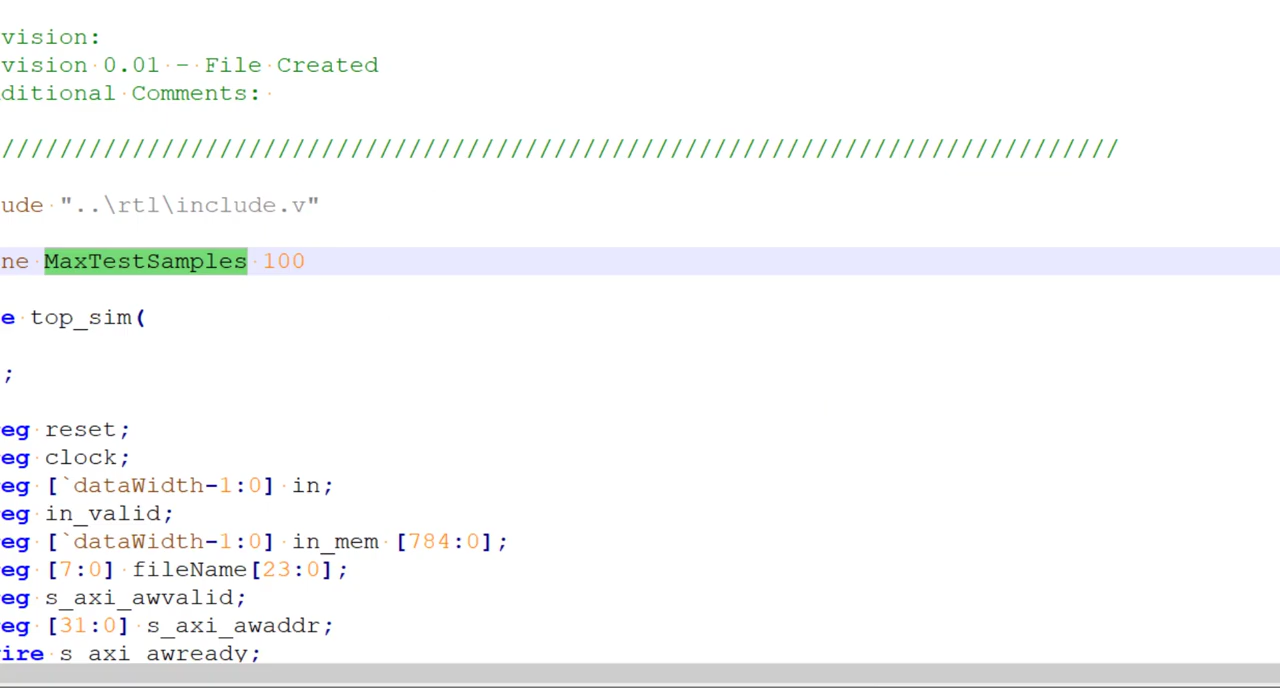 vision:
vision 0.01 - File Created
ditional Comments:
/////////////////////////////////////////////////////////////////////////////
ude "..\rtl\include.v"
ne MaxTestSamples 100
e top_sim(
;
eg reset;
eg clock;
eg [`dataWidth-1:0] in;
eg in_valid;
eg [`dataWidth-1:0] in_mem [784:0];
eg [7:0] fileName[23:0];
eg s_axi_awvalid;
eg [31:0] s_axi_awaddr;
ire s_axi_awready;